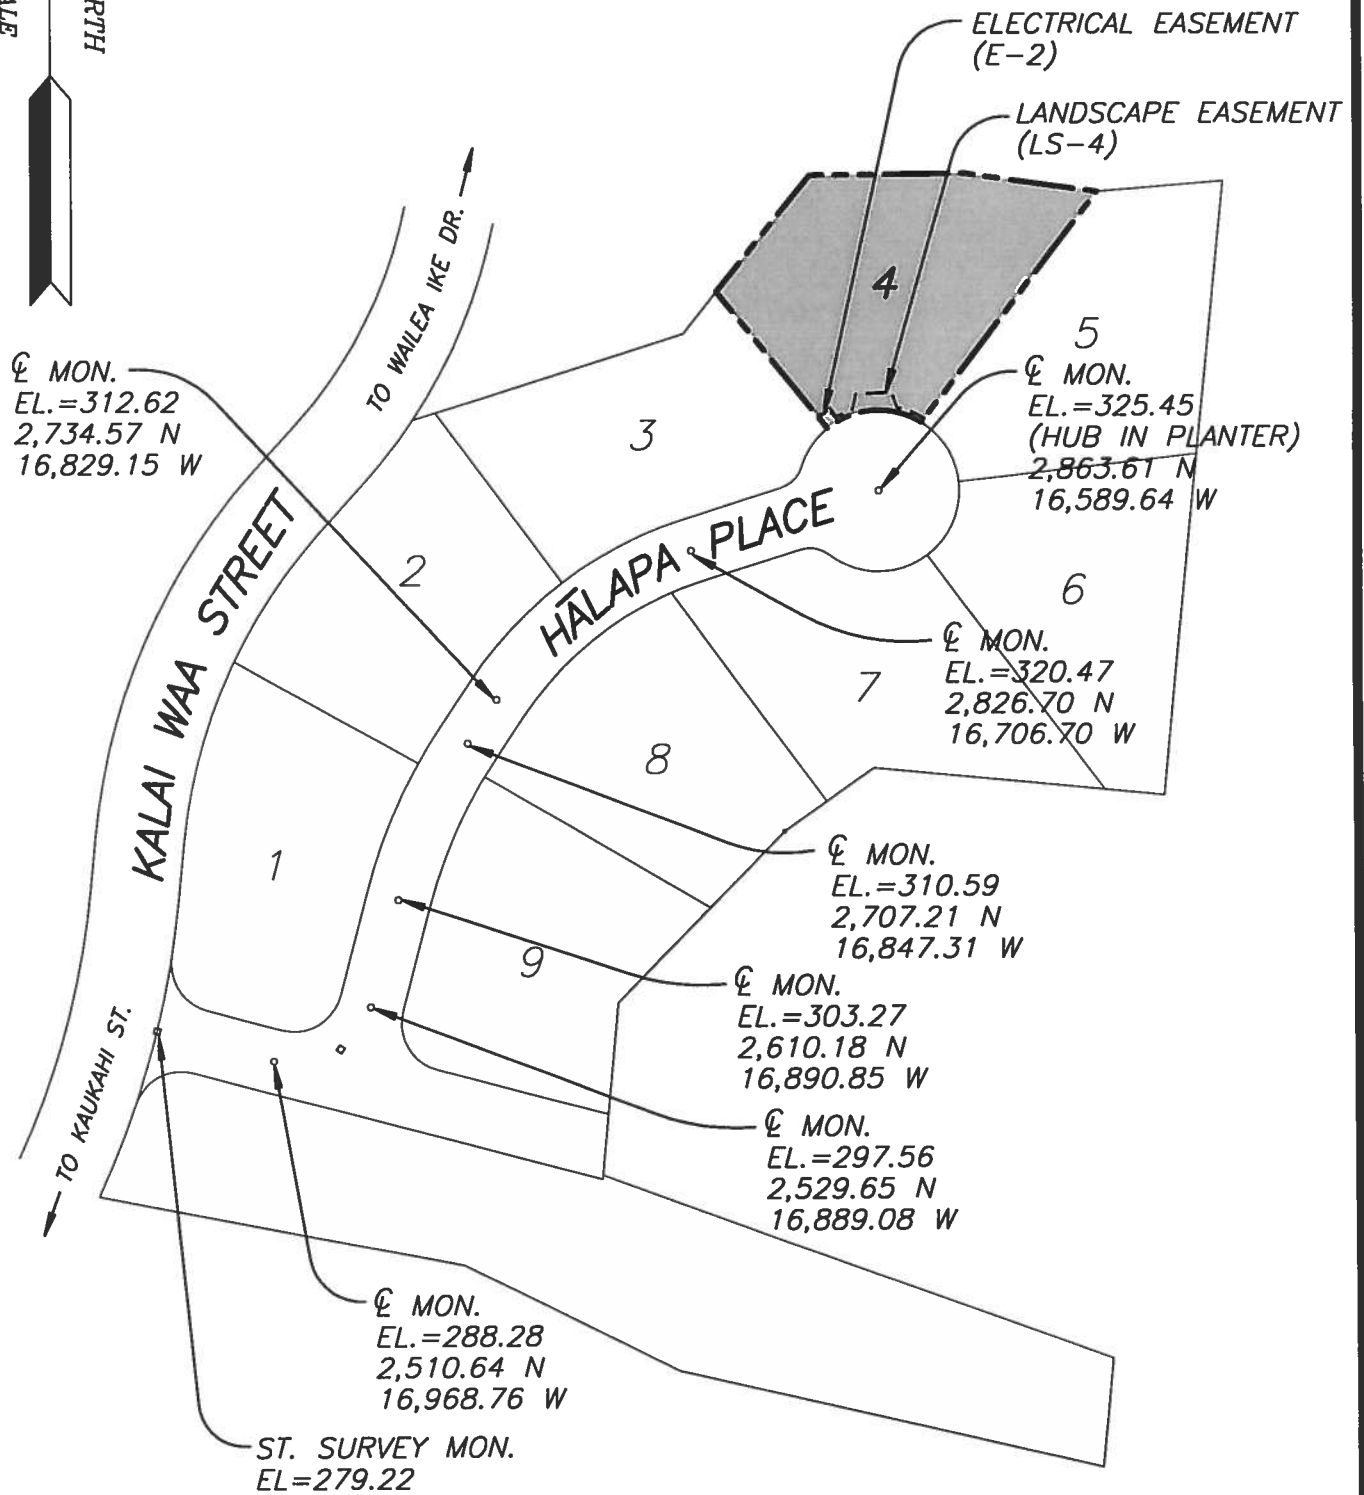 ELECTRICAL EASEMENT
(E-2)
LANDSCAPE EASEMENT
(LS-4)
TO WAILEA IKE DR.
4
5
℄ MON.
EL.=312.62
2,734.57 N
16,829.15 W
℄ MON.
EL.=325.45
(HUB IN PLANTER)
2,863.61 N
16,589.64 W
3
2
KALAI WAA STREET
HĀLAPA PLACE
6
℄ MON.
EL.=320.47
2,826.70 N
16,706.70 W
7
8
1
℄ MON.
EL.=310.59
2,707.21 N
16,847.31 W
9
℄ MON.
EL.=303.27
2,610.18 N
16,890.85 W
TO KAUKAHI ST.
℄ MON.
EL.=297.56
2,529.65 N
16,889.08 W
℄ MON.
EL.=288.28
2,510.64 N
16,968.76 W
ST. SURVEY MON.
EL=279.22